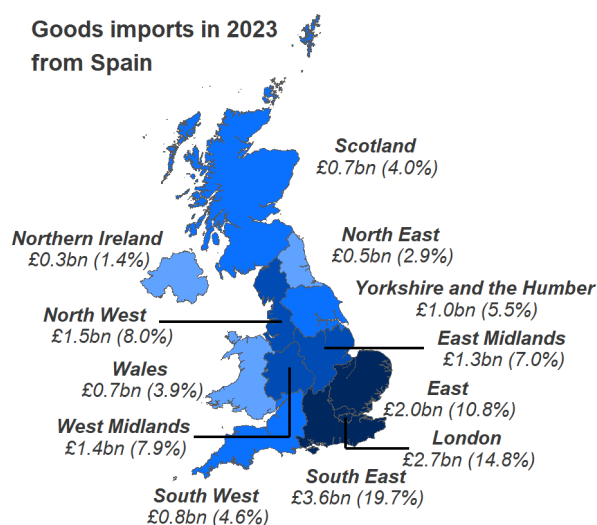 Goods imports in 2023
from Spain
Scotland
£0.7bn (4.0%)
Northern Ireland
£0.3bn (1.4%)
North East
£0.5bn (2.9%)
Yorkshire and the Humber
£1.0bn (5.5%)
North West
£1.5bn (8.0%)
East Midlands
£1.3bn (7.0%)
Wales
£0.7bn (3.9%)
East
£2.0bn (10.8%)
West Midlands
£1.4bn (7.9%)
London
£2.7bn (14.8%)
South East
£3.6bn (19.7%)
South West
£0.8bn (4.6%)